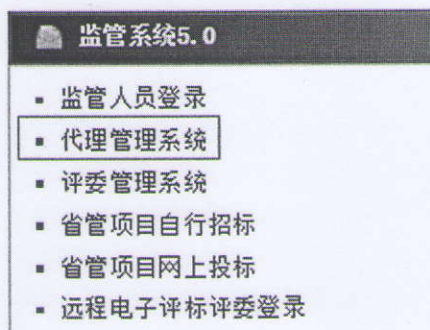 监管系统5.0
监管人员登录
代理管理系统
评委管理系统
省管项目自行招标
省管项目网上投标
远程电子评标评委登录